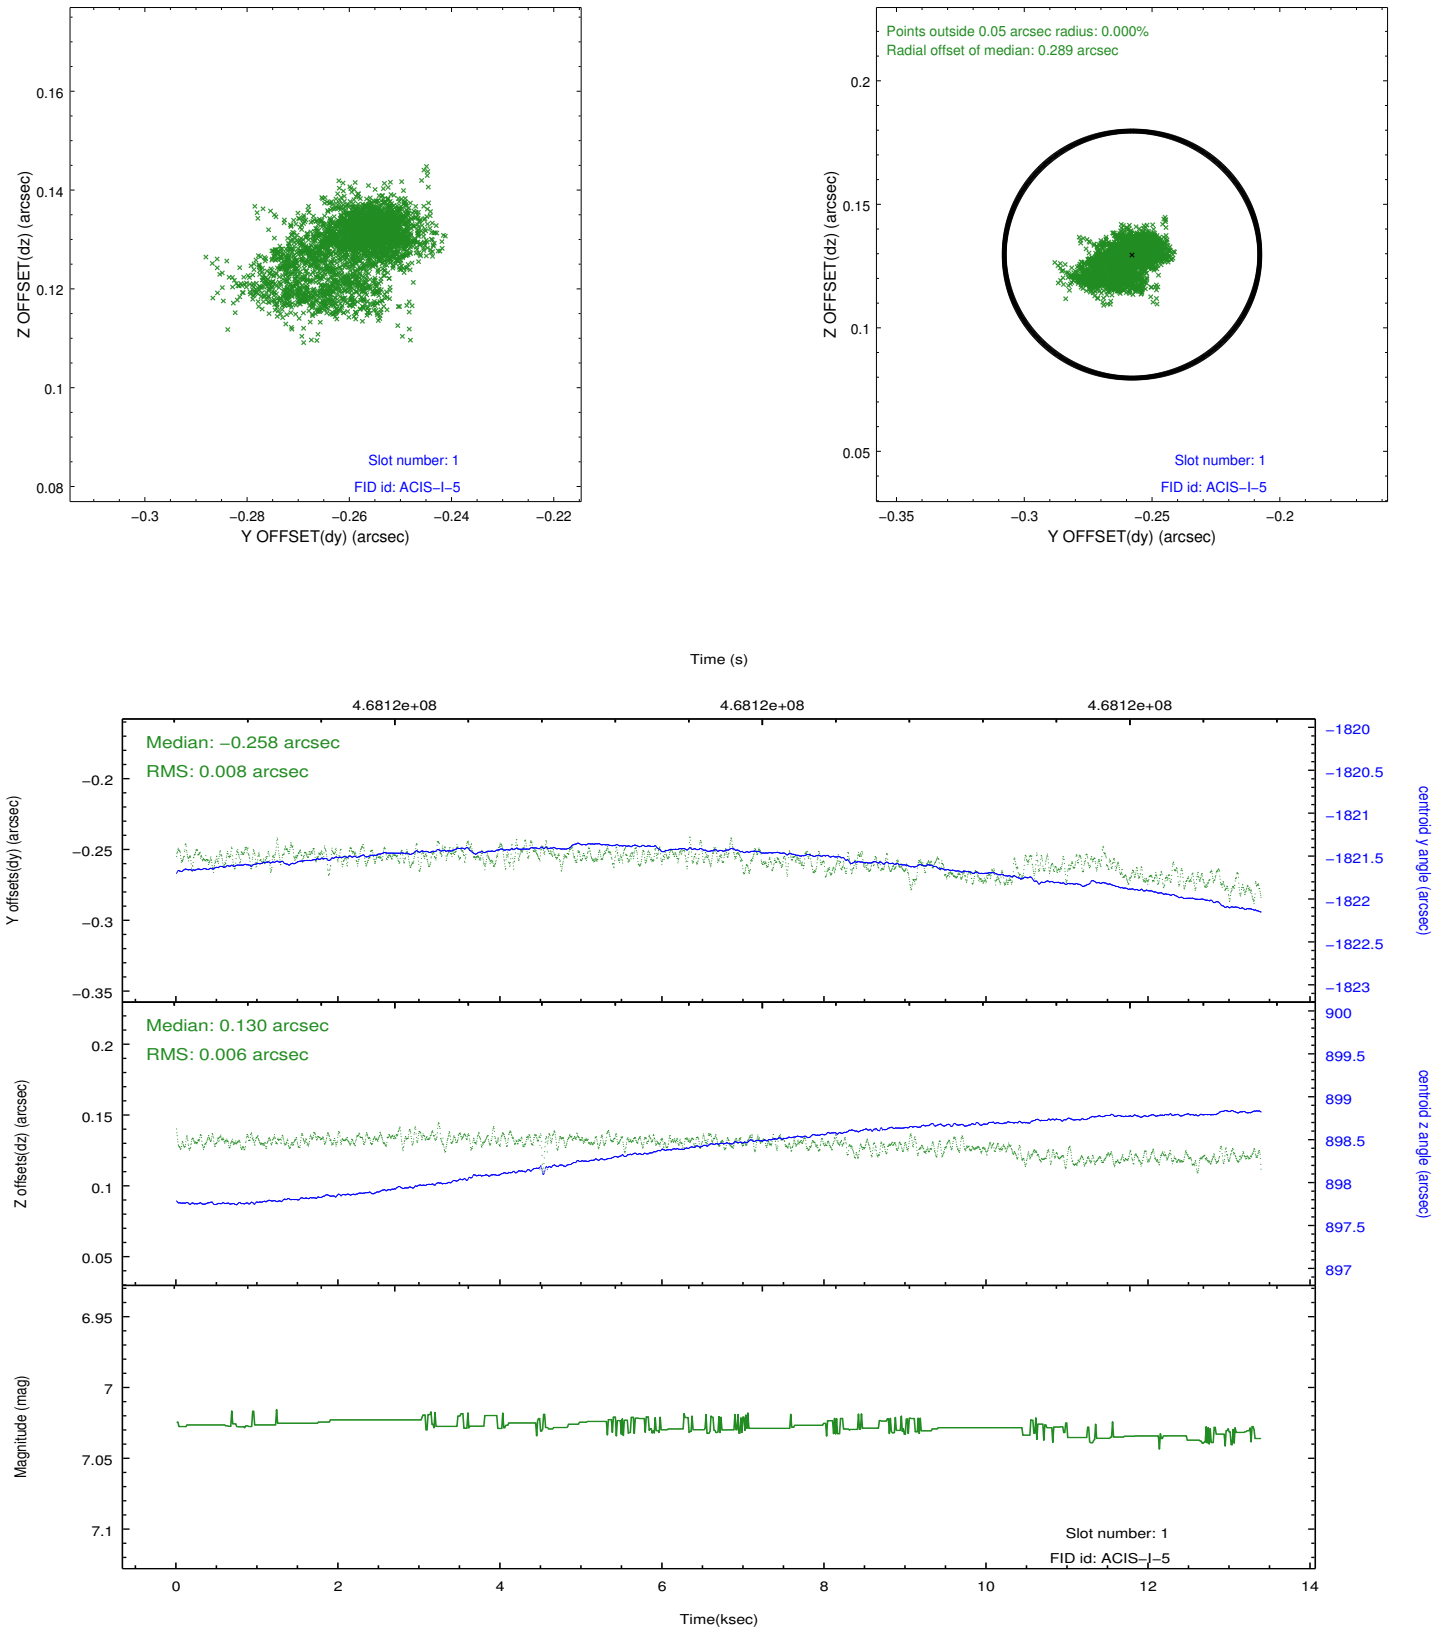 0.16
0.14
0.12
0.1
0.08
Z OFFSET(dz) (arcsec)
Slot number: 1
FID id: ACIS−I−5
−0.3
−0.28
−0.26
−0.24
−0.22
Y OFFSET(dy) (arcsec)
Points outside 0.05 arcsec radius: 0.000%
Radial offset of median: 0.289 arcsec
0.2
0.15
0.1
0.05
Z OFFSET(dz) (arcsec)
Slot number: 1
FID id: ACIS−I−5
−0.35
−0.3
−0.25
−0.2
Y OFFSET(dy) (arcsec)
Time (s)
4.6812e+08
4.6812e+08
4.6812e+08
Median: −0.258 arcsec
RMS: 0.008 arcsec
−0.2
−0.25
−0.3
−0.35
Y offsets(dy) (arcsec)
−1820
−1820.5
−1821
−1821.5
−1822
−1822.5
−1823
centroid y angle (arcsec)
Median: 0.130 arcsec
RMS: 0.006 arcsec
0.2
0.15
0.1
0.05
Z offsets(dz) (arcsec)
900
899.5
899
898.5
898
897.5
897
centroid z angle (arcsec)
6.95
7
7.05
7.1
Magnitude (mag)
Slot number: 1
FID id: ACIS−I−5
0
2
4
6
8
10
12
14
Time(ksec)